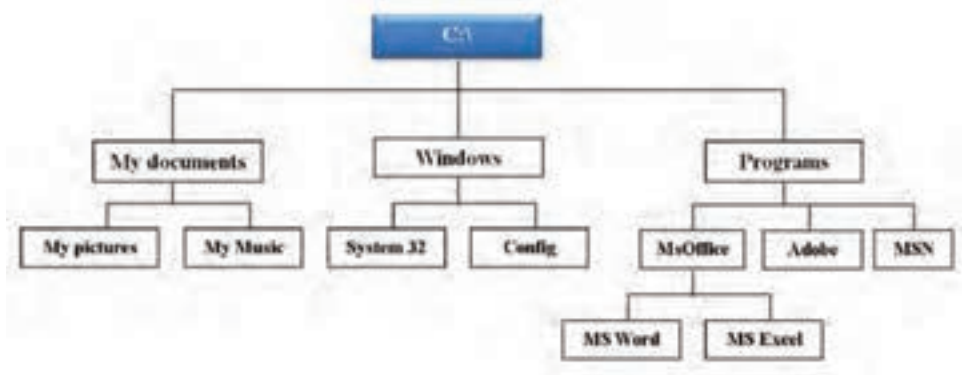 My documents
Windows
Programs
My pictures
My Music
System 32
Config
MsOffice
Adobe
MSN
MS Word
MS Excel